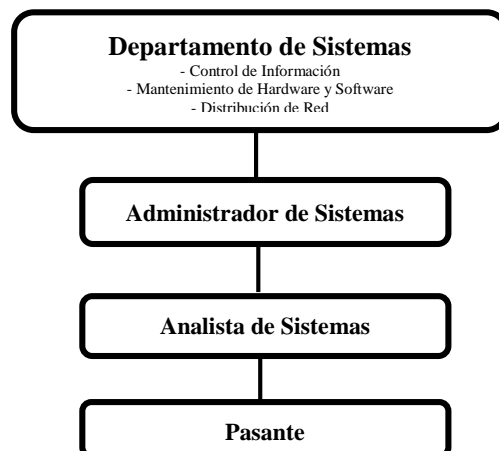 Departamento de Sistemas
- Control de Información
- Mantenimiento de Hardware y Software
- Distribución de Red
Administrador de Sistemas
Analista de Sistemas
Pasante